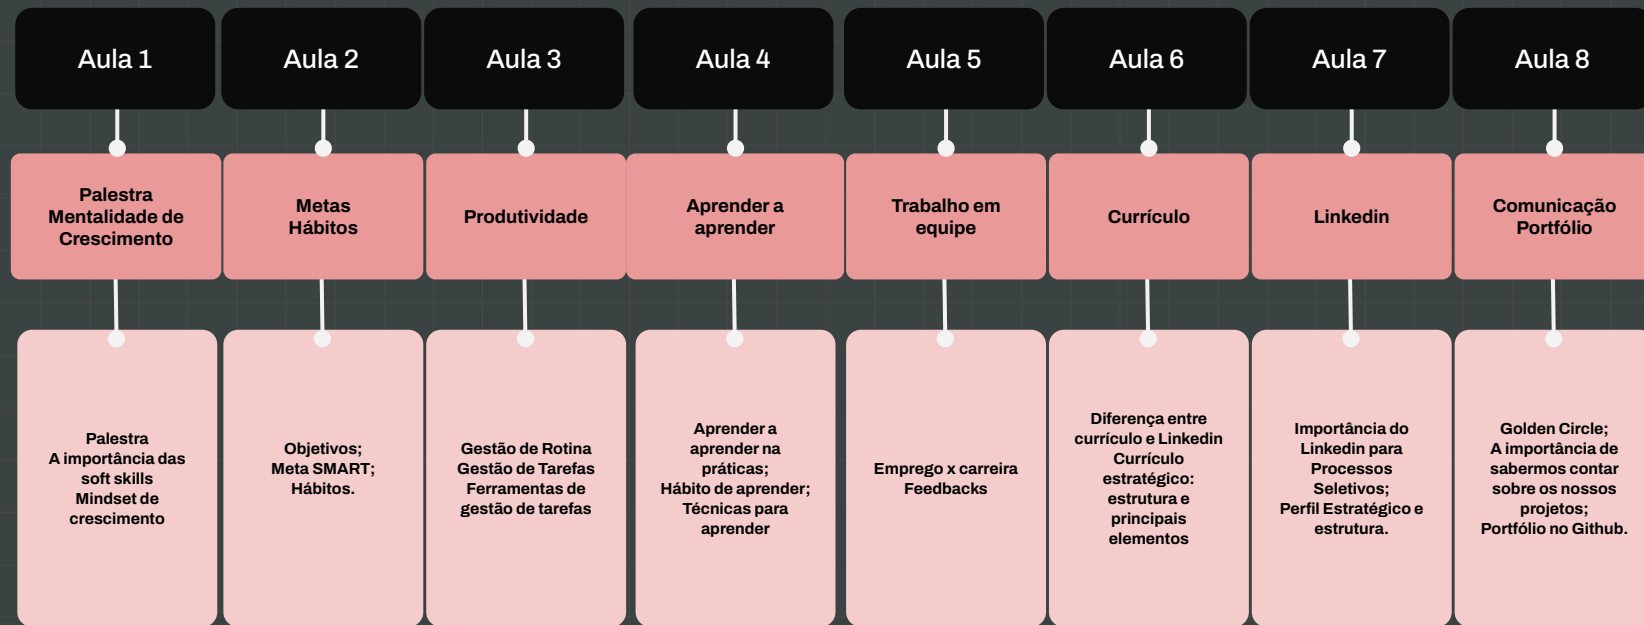 Aula 1
Aula 2
Aula 3
Aula 4
Aula 5
Aula 6
Aula 7
Aula 8
Palestra
Mentalidade de
Crescimento
Metas
Hábitos
Produtividade
Aprender a
aprender
Trabalho em
equipe
Currículo
Linkedin
Comunicação
Portfólio
Palestra
A importância das
soft skills
Mindset de
crescimento
Objetivos;
Meta SMART;
Hábitos.
Gestão de Rotina
Gestão de Tarefas
Ferramentas de
gestão de tarefas
Aprender a
aprender na
práticas;
Hábito de aprender;
Técnicas para
aprender
Emprego x carreira
Feedbacks
Diferença entre
currículo e Linkedin
Currículo
estratégico:
estrutura e
principais
elementos
Importância do
Linkedin para
Processos
Seletivos;
Perfil Estratégico e
estrutura.
Golden Circle;
A importância de
sabermos contar
sobre os nossos
projetos;
Portfólio no Github.